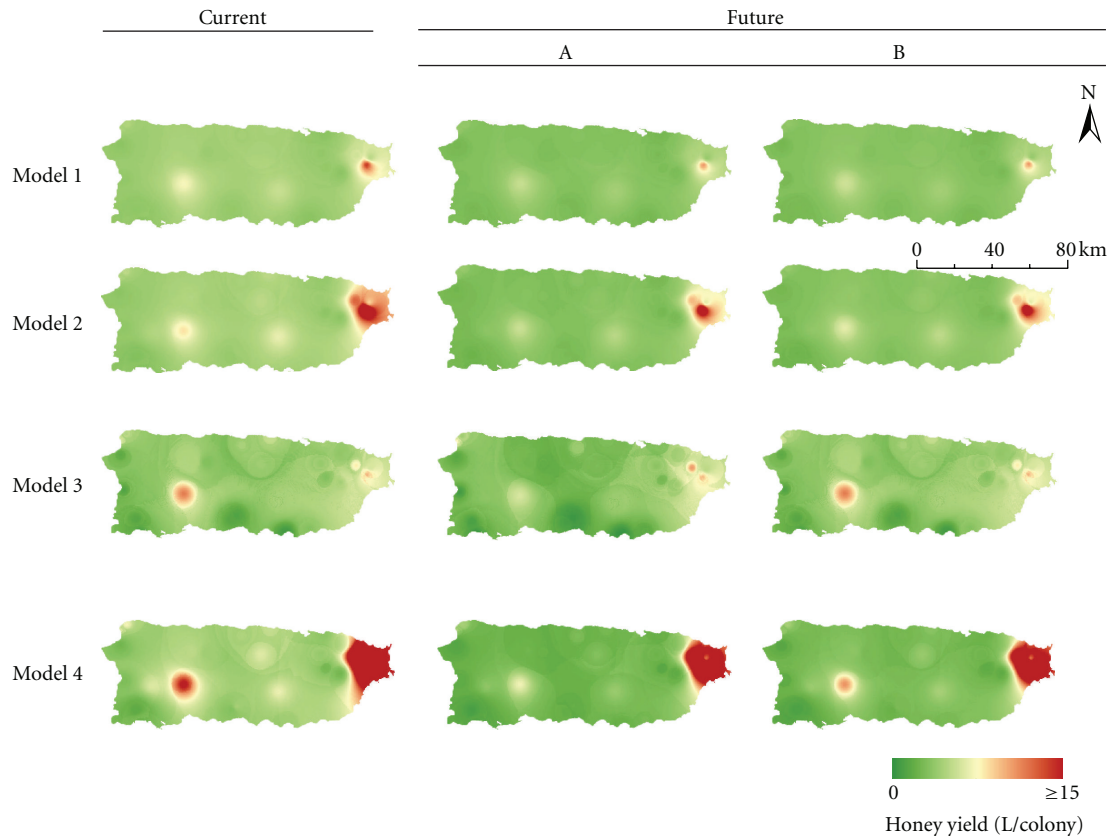 Current
Future
A
B
N
Model 1
0 40 80 km
Model 2
Model 3
Model 4
0 ≥15
Honey yield (L/colony)